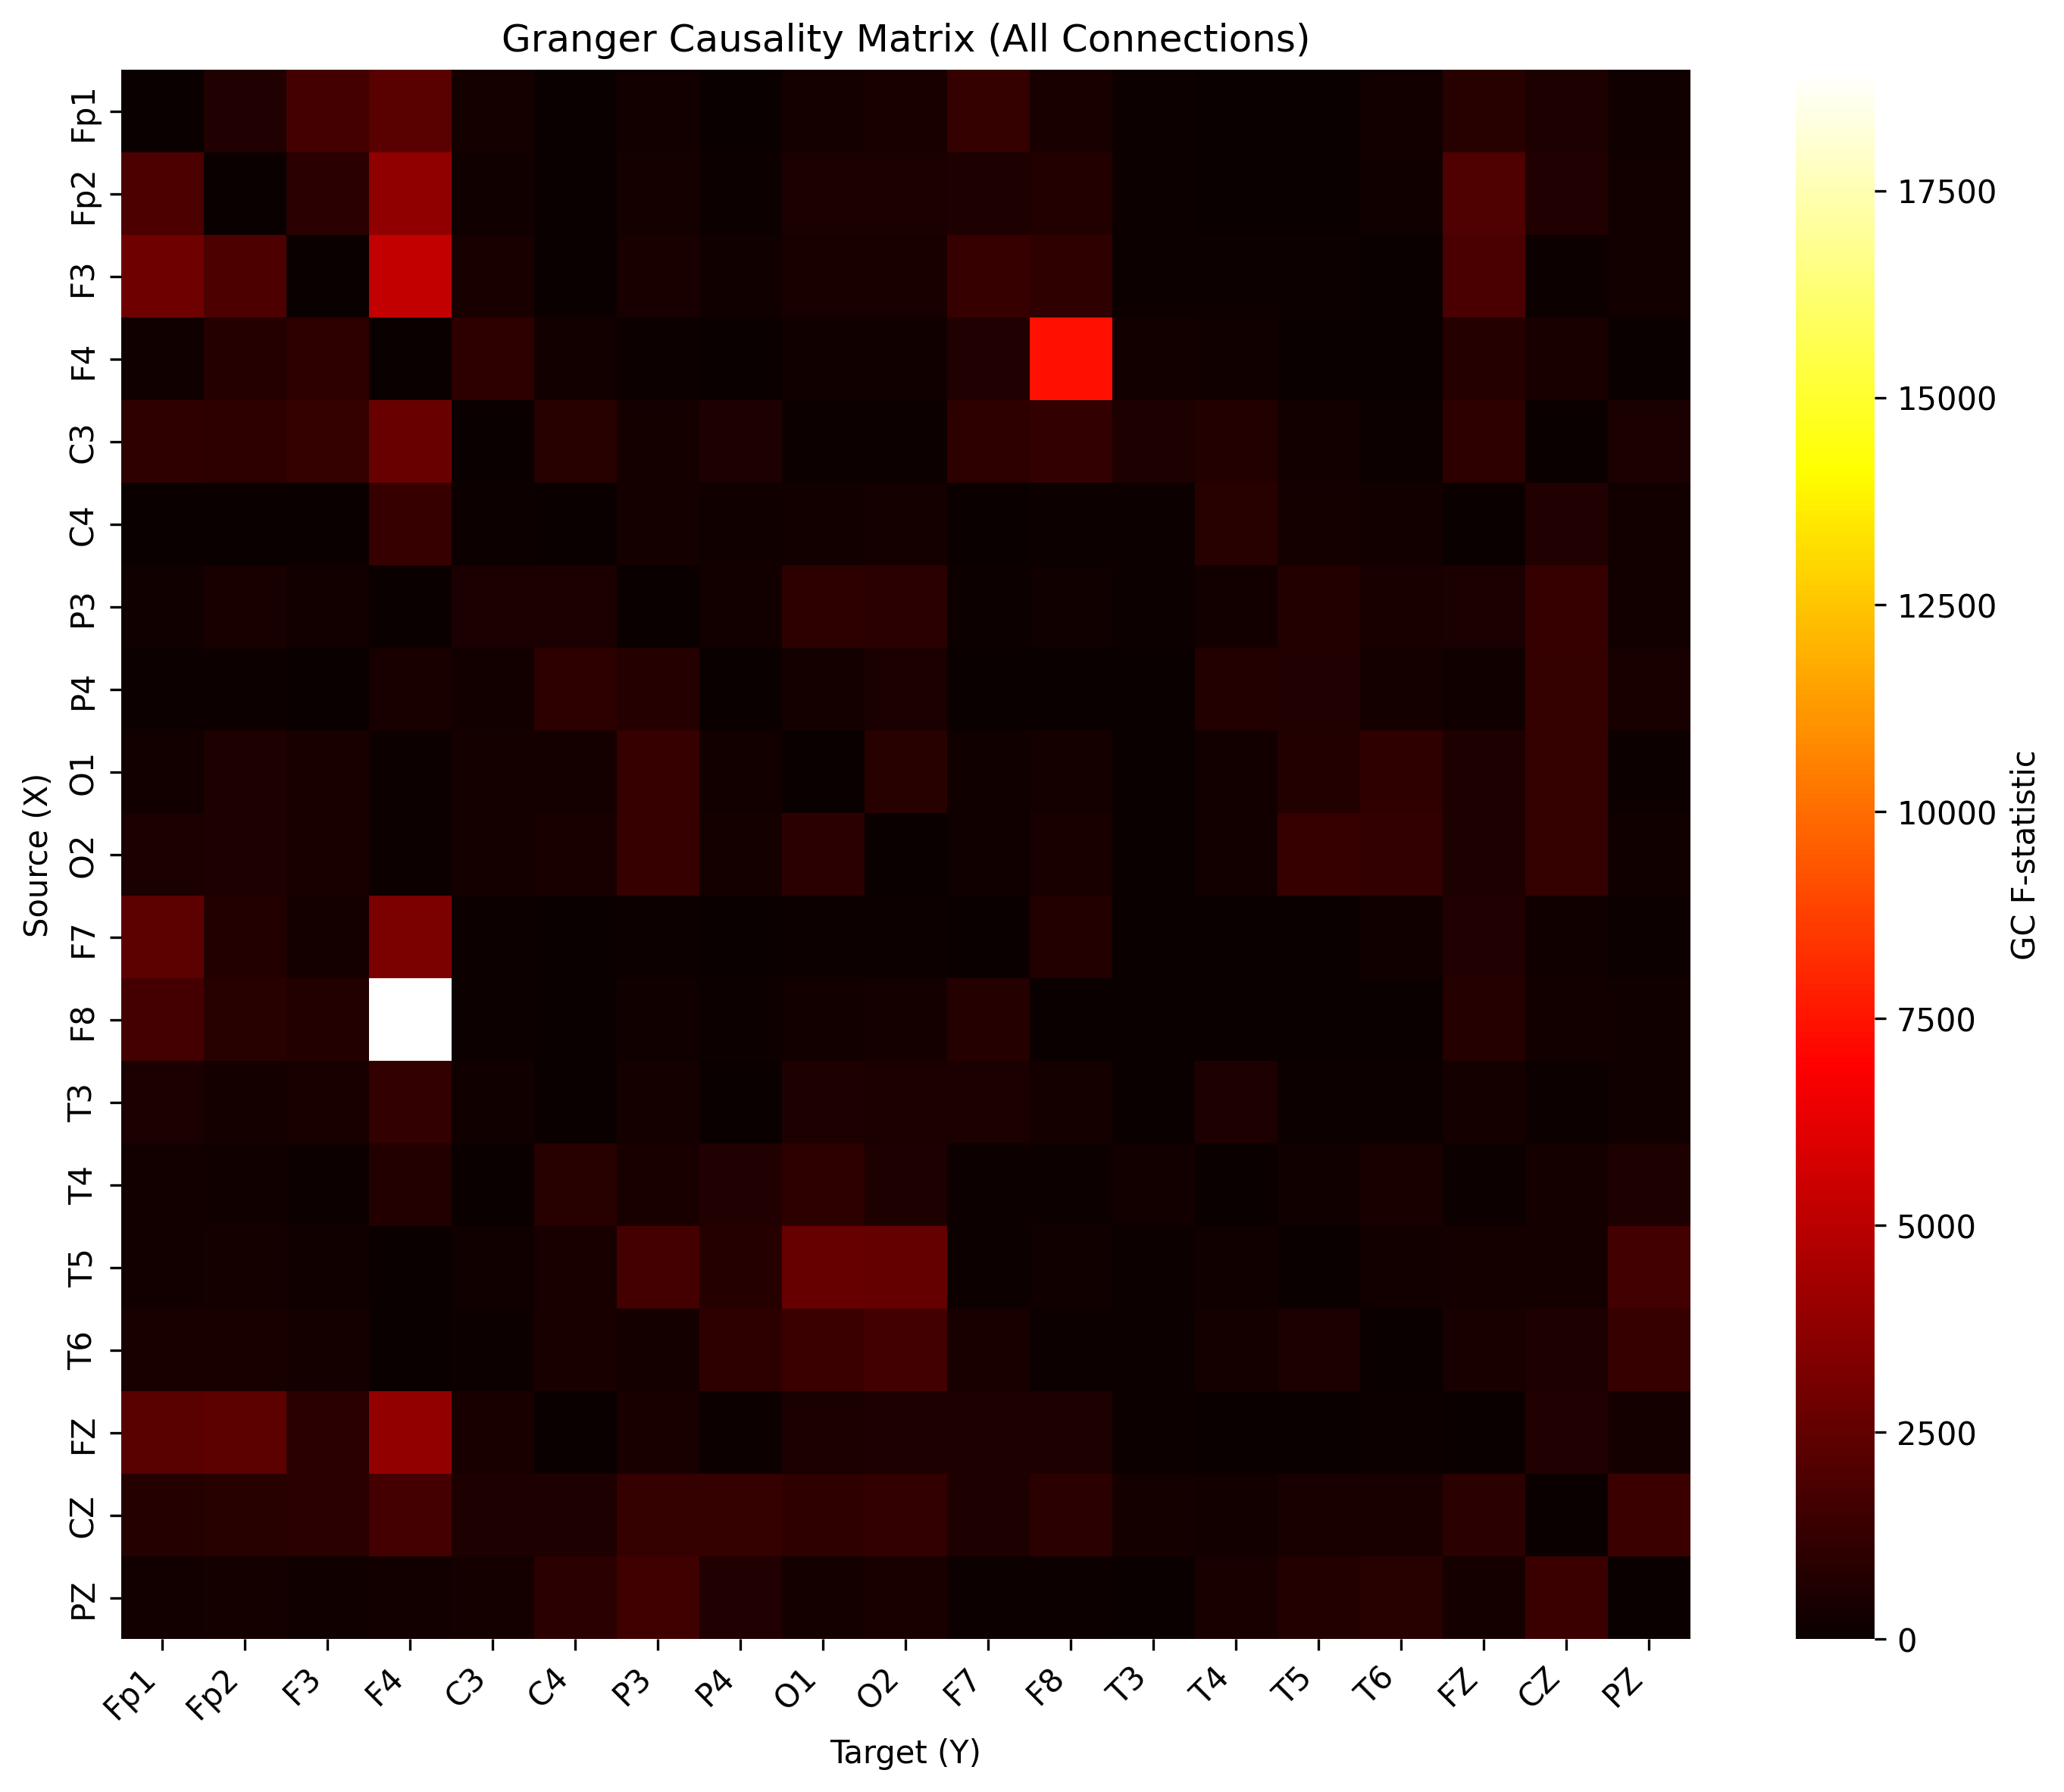 Granger Causality Matrix (All Connections)
Source (X)
Fp1
Fp2
F3
F4
C3
C4
P3
P4
O1
O2
F7
F8
T3
T4
T5
T6
FZ
CZ
PZ
Fp1 Fp2 F3 F4 C3 C4 P3 P4 O1 O2 F7 F8 T3 T4 T5 T6 FZ CZ PZ
Target (Y)
17500
15000
12500
10000
7500
5000
2500
0
GC F-statistic